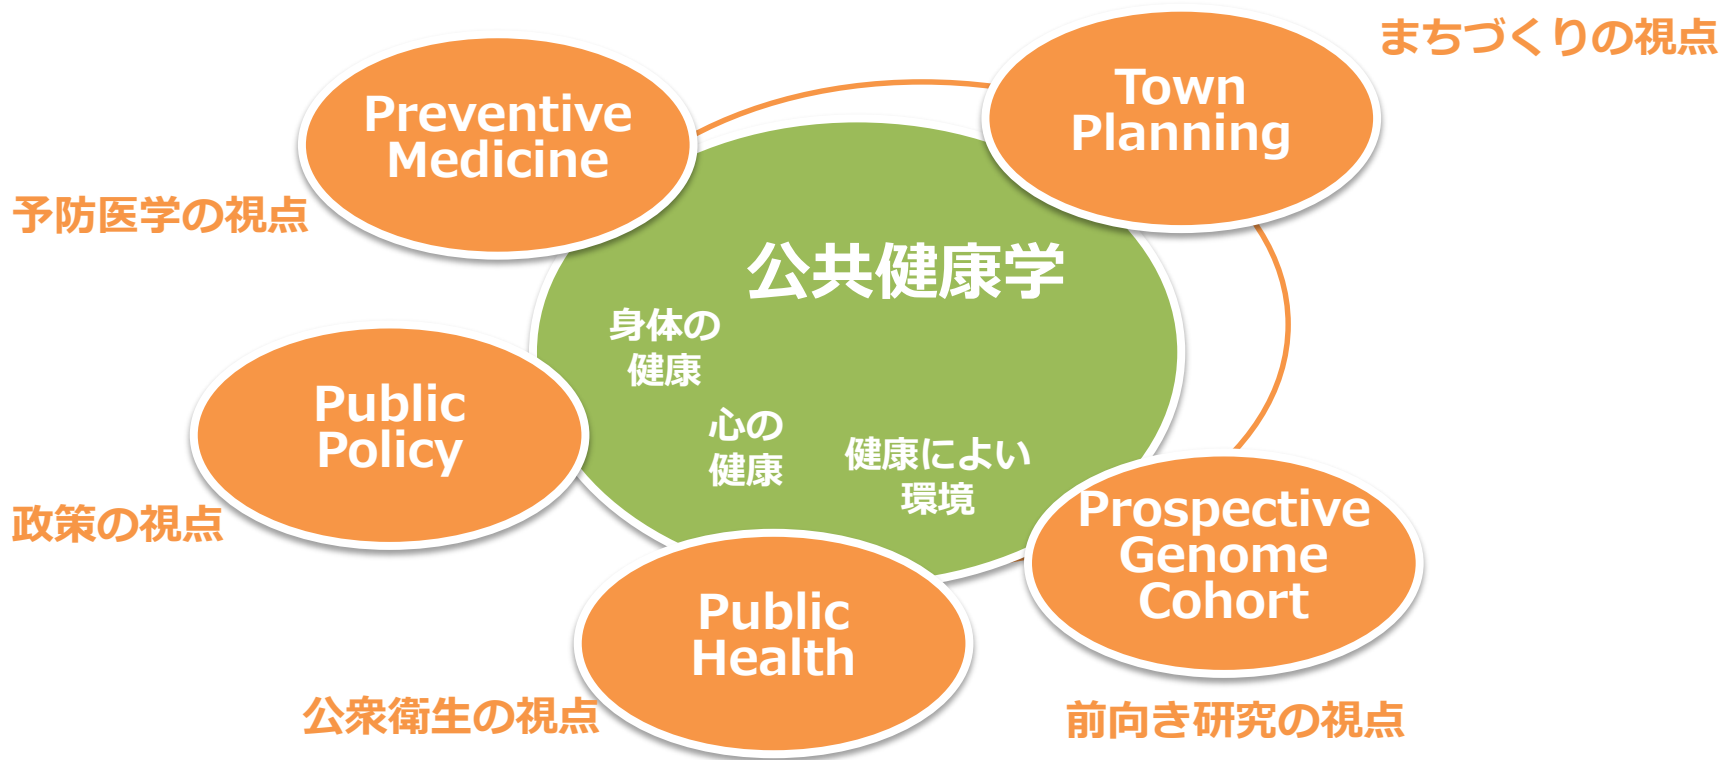 まちづくりの視点
Town
Planning
Preventive
Medicine
予防医学の視点
公共健康学
身体の
健康
心の
健康
健康によい
環境
Public
Policy
政策の視点
Prospective
Genome
Cohort
Public
Health
公衆衛生の視点
前向き研究の視点